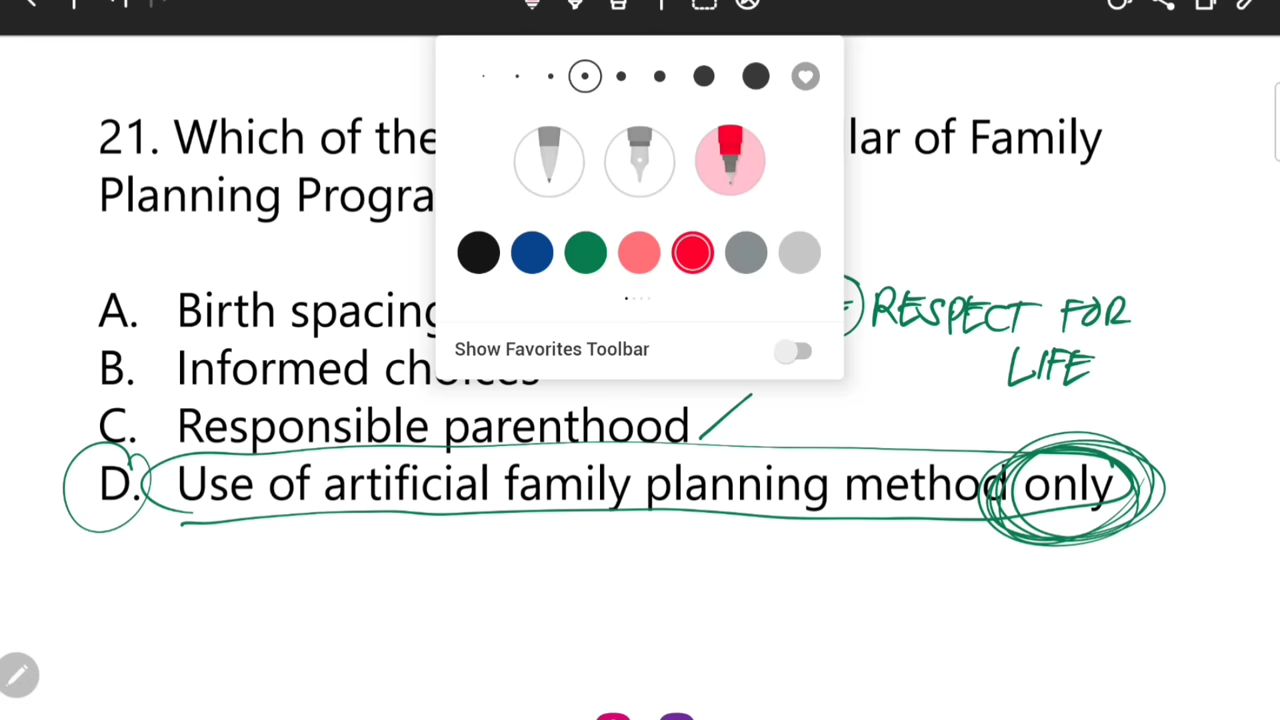 21. Which of the lar of Family
Planning Progra
A. Birth spacing = RESPECT FOR
LIFE
B. Informed choices
Show Favorites Toolbar
C. Responsible parenthood
D. Use of artificial family planning method only